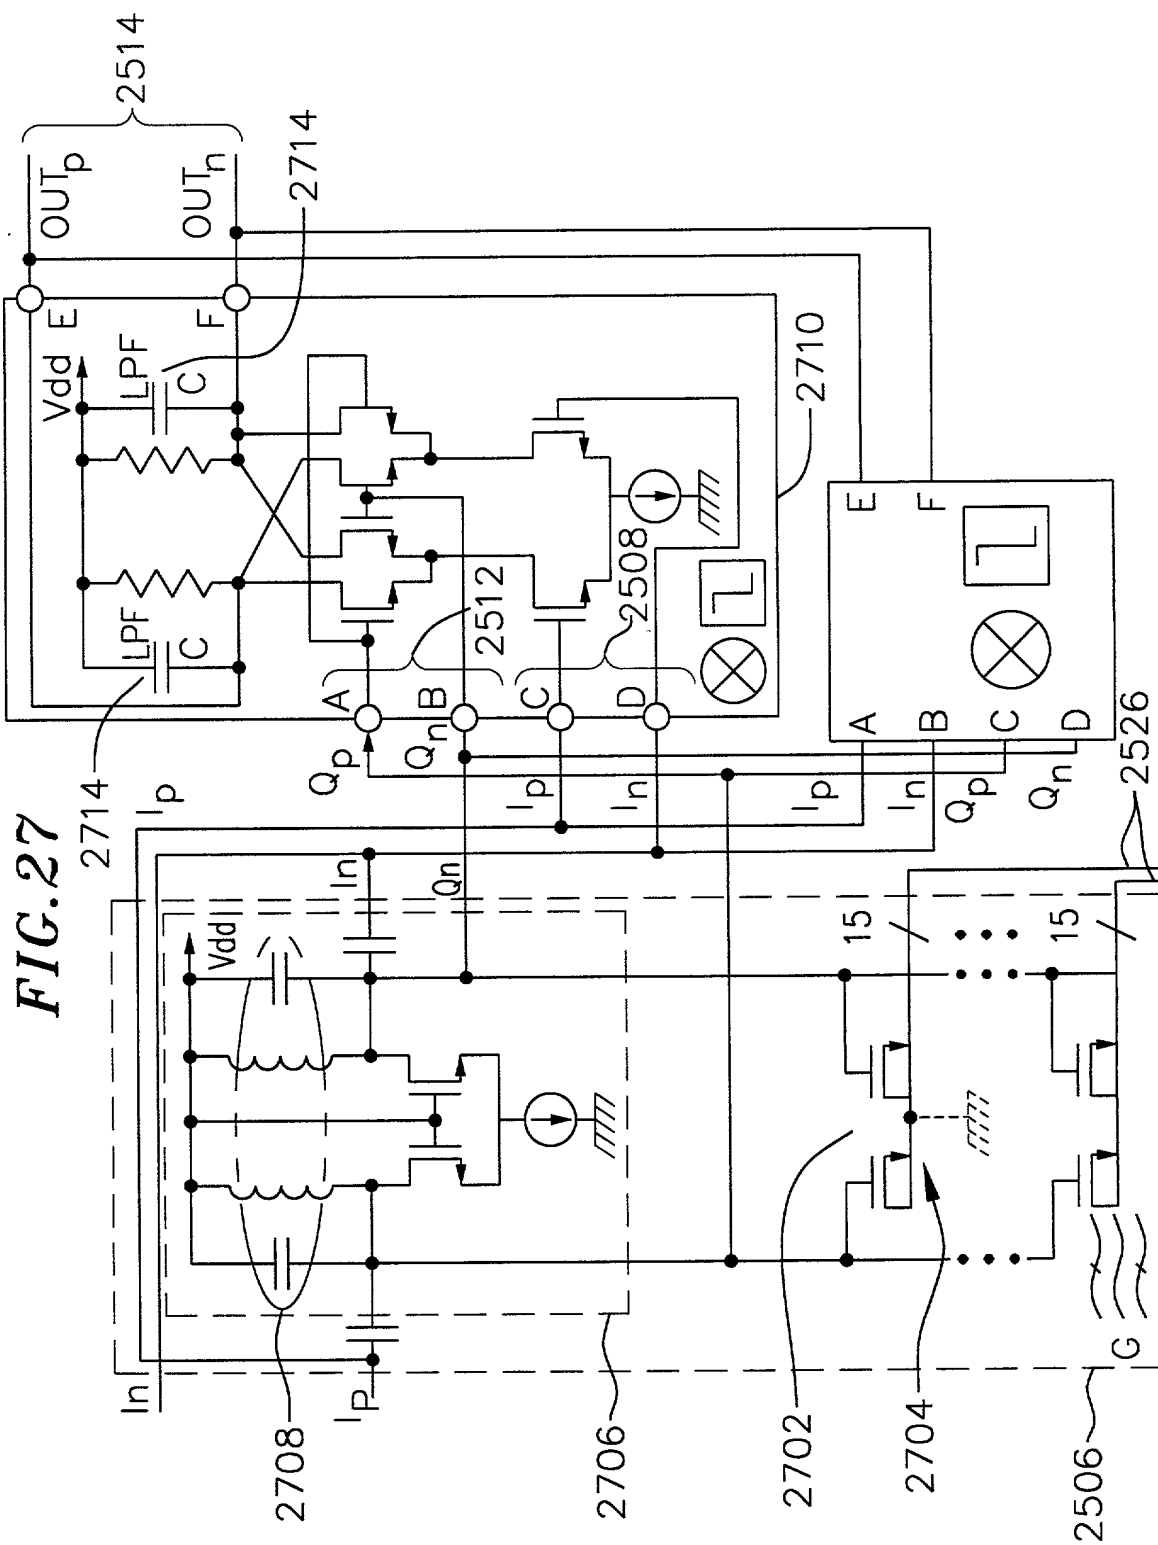 FIG.27
2514
OUTp
OUTn
2714
E
F
Vdd
LPF
C
LPF
C
2714
2710
2512
2508
A
B
C
D
Qp
Qn
Ip
In
Ip
In
Qn
Vdd
In
IP
2708
2706
E
F
A
B
C
D
Ip
In
Qp
Qn
2526
15
15
2702
2704
2506
G